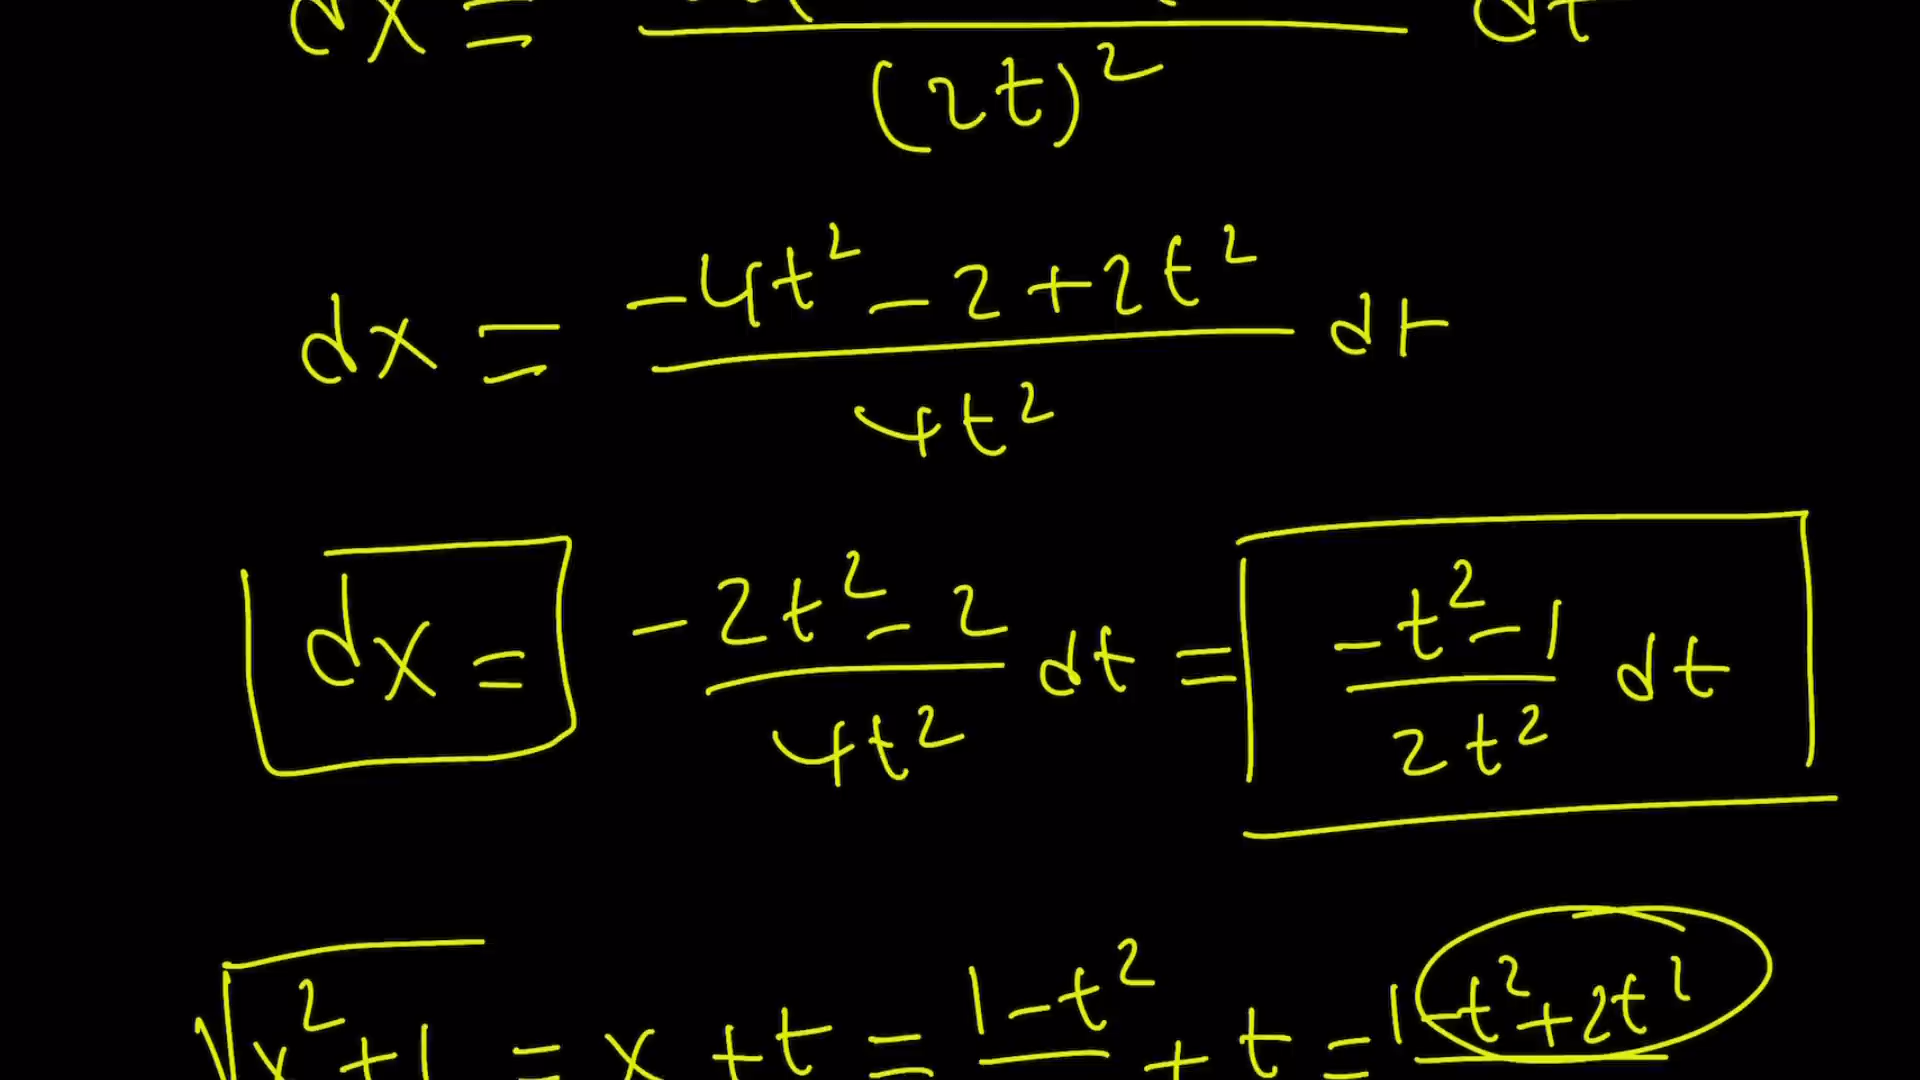 dx = / (2t)² dt
dx = (-4t² - 2 + 2t²) / 4t² dt
dx = (-2t² - 2) / 4t² dt = (-t² - 1) / 2t² dt
√(x² + 1) = x + t = (1 - t²) / + t = (1 - t² + 2t²) /